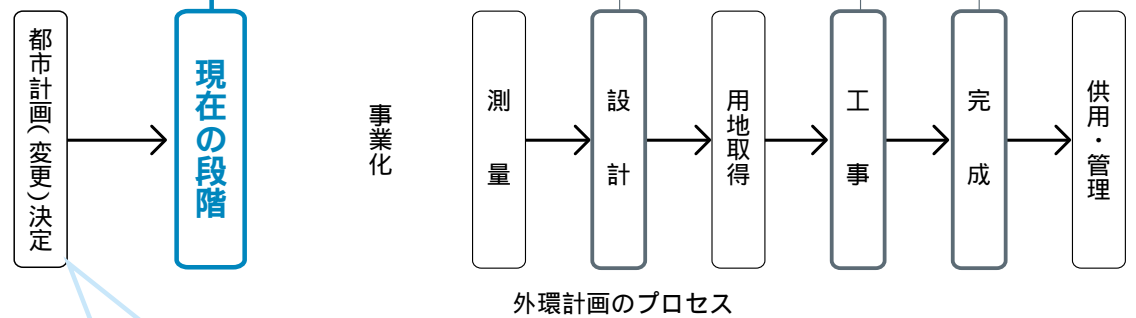 都市計画(変更)決定
現在の段階
事業化
測量
設計
用地取得
工事
完成
供用・管理
外環計画のプロセス